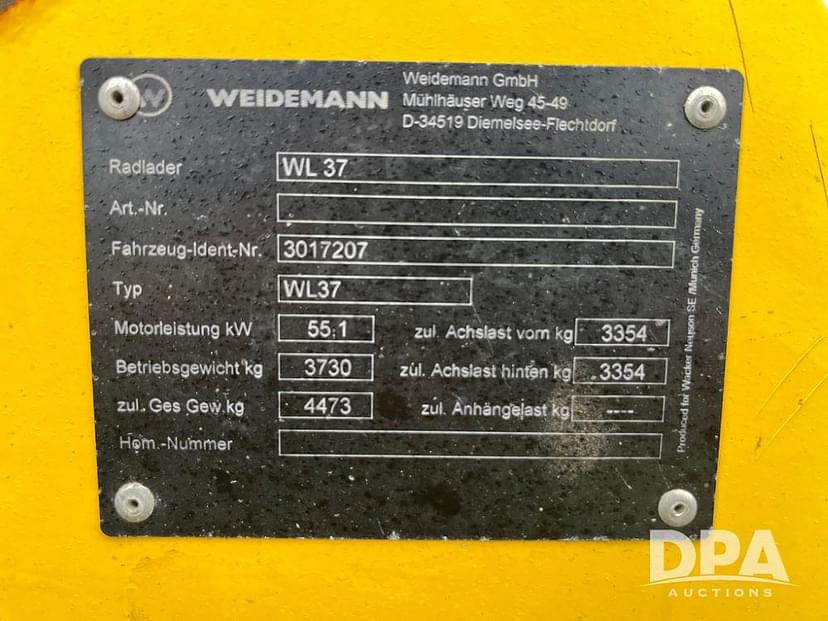 W WEIDEMANN
Weidemann GmbH
Mühlhäuser Weg 45-49
D-34519 Diemelsee-Flechtdorf
Radlader WL 37
Art.-Nr.
Fahrzeug-Ident-Nr. 3017207
Typ WL37
Motorleistung kW 55.1 zul. Achslast vorn kg 3354
Betriebsgewicht kg 3730 zul. Achslast hinten kg 3354
zul. Ges Gew.kg 4473 zul. Anhängelast kg ----
Hom.-Nummer
Produced for Wacker Neuson SE /Munich Germany
DPA
AUCTIONS